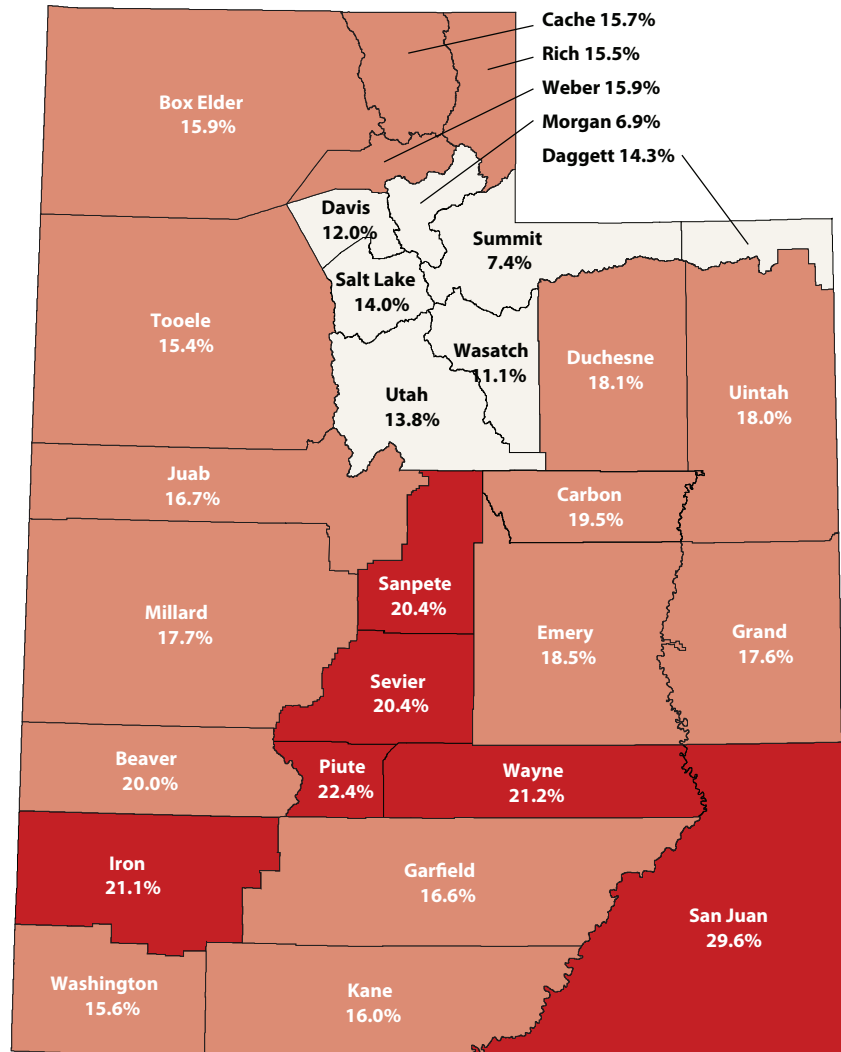 Cache 15.7%
Rich 15.5%
Weber 15.9%
Morgan 6.9%
Daggett 14.3%
Box Elder
15.9%
Davis
12.0%
Summit
7.4%
Salt Lake
14.0%
Tooele
15.4%
Wasatch
11.1%
Duchesne
18.1%
Uintah
18.0%
Utah
13.8%
Juab
16.7%
Carbon
19.5%
Sanpete
20.4%
Millard
17.7%
Emery
18.5%
Grand
17.6%
Sevier
20.4%
Beaver
20.0%
Piute
22.4%
Wayne
21.2%
Iron
21.1%
Garfield
16.6%
San Juan
29.6%
Washington
15.6%
Kane
16.0%